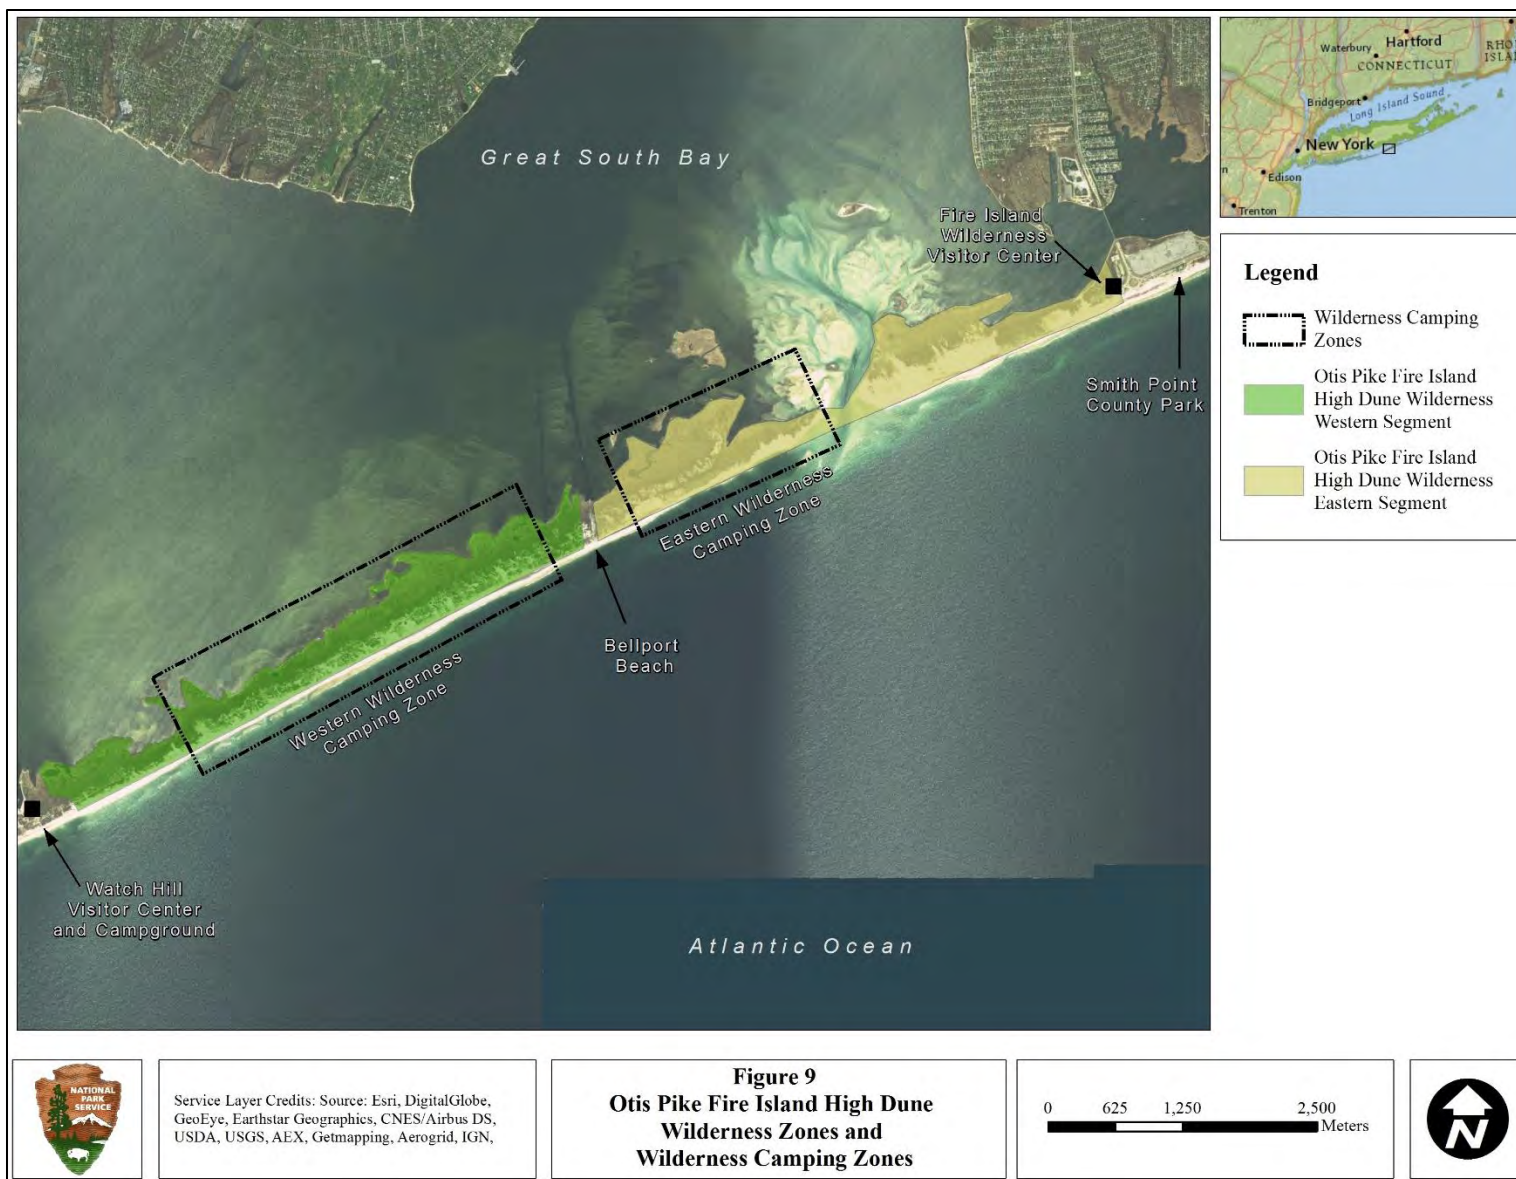 Great South Bay
Fire Island
Wilderness
Visitor Center
Smith Point
County Park
Eastern Wilderness
Camping Zone
Bellport
Beach
Western Wilderness
Camping Zone
Watch Hill
Visitor Center
and Campground
Atlantic Ocean
Hartford
Waterbury
CONNECTICUT
RHO
ISLAN
Bridgeport
Long Island Sound
New York
n
Edison
Trenton
Legend
Wilderness Camping
Zones
Otis Pike Fire Island
High Dune Wilderness
Western Segment
Otis Pike Fire Island
High Dune Wilderness
Eastern Segment
NATIONAL
PARK
SERVICE
Service Layer Credits: Source: Esri, DigitalGlobe,
GeoEye, Earthstar Geographics, CNES/Airbus DS,
USDA, USGS, AEX, Getmapping, Aerogrid, IGN,
Figure 9
Otis Pike Fire Island High Dune
Wilderness Zones and
Wilderness Camping Zones
0 625 1,250 2,500
Meters
N